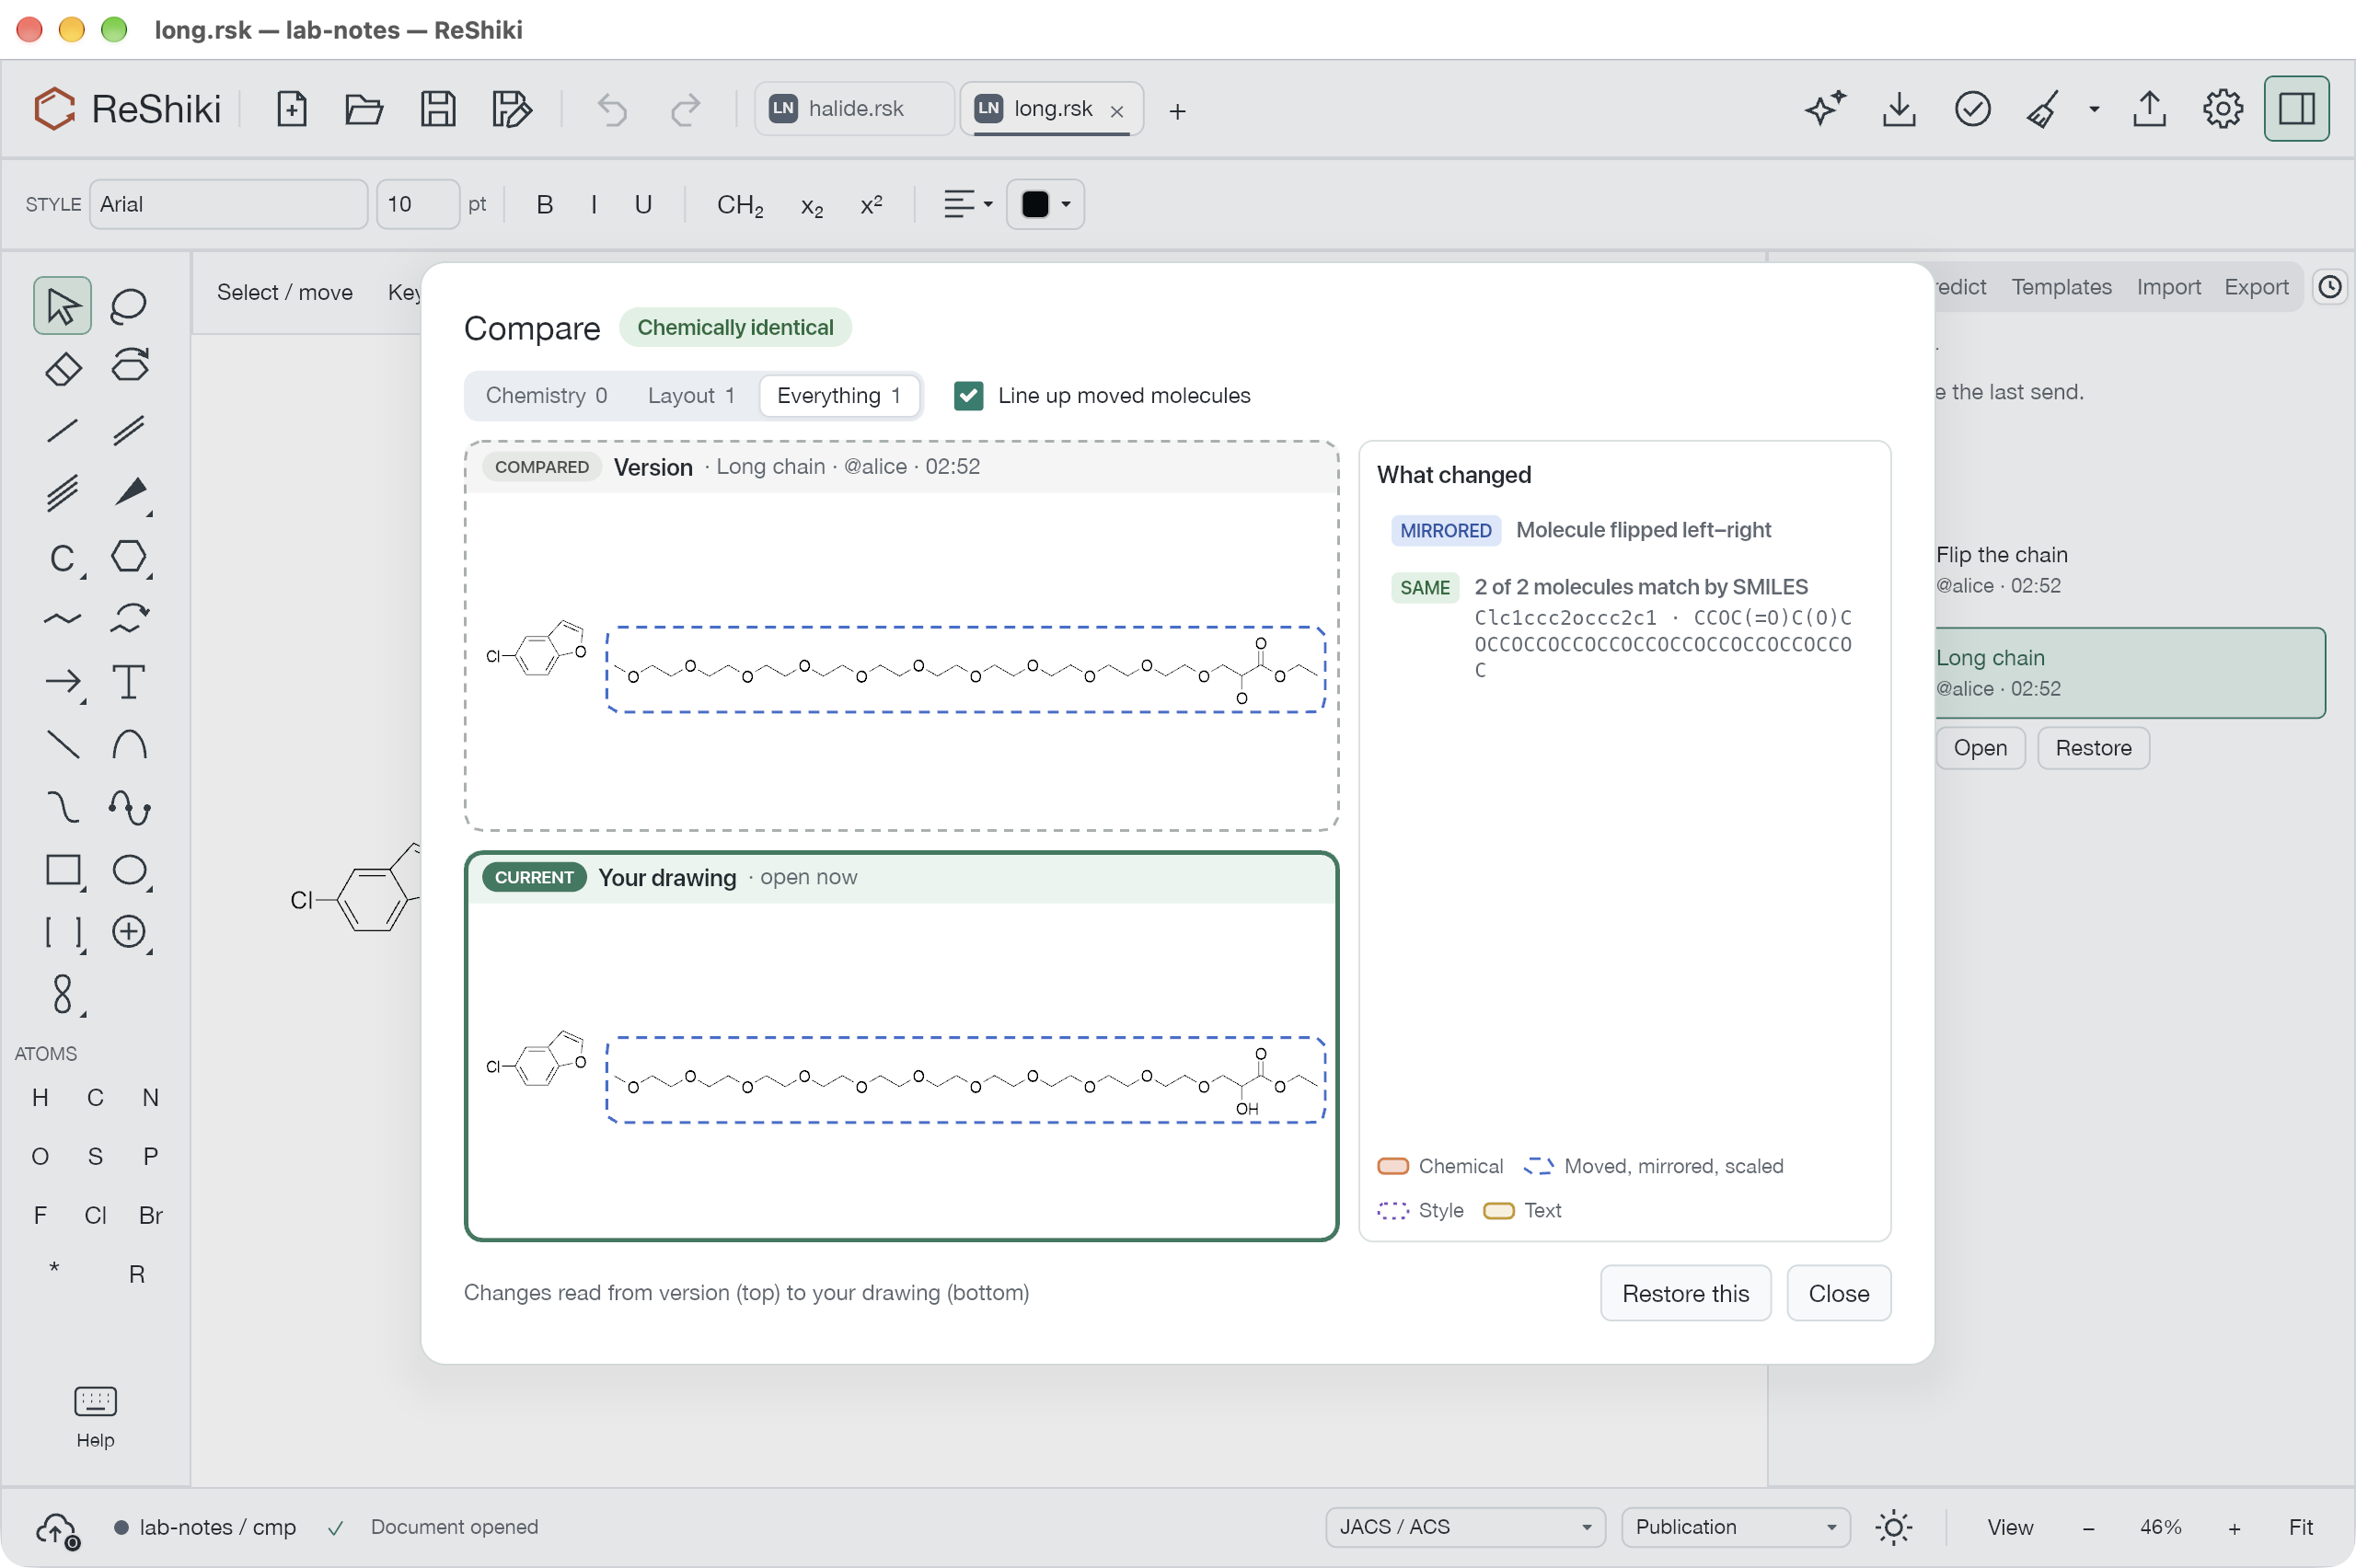 long.rsk — lab-notes — ReShiki
ReShiki
LN halide.rsk
LN long.rsk × +
STYLE Arial 10 pt B I U CH₂ x₂ x²
Select / move Key
redict Templates Import Export
e the last send.
Compare Chemically identical
Chemistry 0 Layout 1 Everything 1 Line up moved molecules
COMPARED Version · Long chain · @alice · 02:52
Cl O O O O O O O O O O O O O O O
O
CURRENT Your drawing · open now
Cl O O O O O O O O O O O O O O O
OH
What changed
MIRRORED Molecule flipped left–right
SAME 2 of 2 molecules match by SMILES
Clc1ccc2occc2c1 · CCOC(=O)C(O)C
OCCOCCOCCOCCOCCOCCOCCOCCOCCOCCO
C
Chemical Moved, mirrored, scaled
Style Text
Changes read from version (top) to your drawing (bottom)
Restore this Close
Flip the chain
@alice · 02:52
Long chain
@alice · 02:52
Open Restore
Cl
C
T
[ ]
ATOMS
H C N
O S P
F Cl Br
* R
Help
lab-notes / cmp ✓ Document opened
JACS / ACS Publication View − 46% + Fit